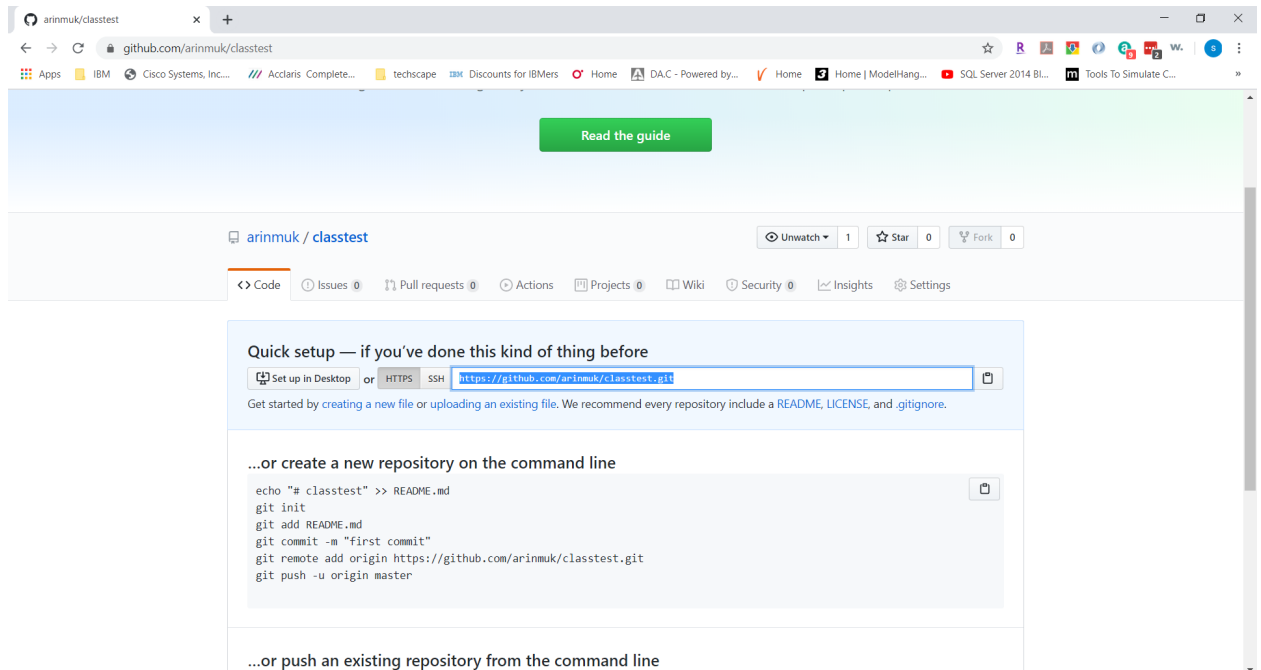 arinmuk/classtest
github.com/arinmuk/classtest
Apps IBM Cisco Systems, Inc.... Acclaris Complete... techscape IBM Discounts for IBMers Home DA.C - Powered by... Home Home | ModelHang... SQL Server 2014 Bl... Tools To Simulate C... »
Read the guide
arinmuk / classtest
Unwatch 1 Star 0 Fork 0
<> Code Issues 0 Pull requests 0 Actions Projects 0 Wiki Security 0 Insights Settings
Quick setup — if you’ve done this kind of thing before
Set up in Desktop or HTTPS SSH https://github.com/arinmuk/classtest.git
Get started by creating a new file or uploading an existing file. We recommend every repository include a README, LICENSE, and .gitignore.
…or create a new repository on the command line
echo "# classtest" >> README.md
git init
git add README.md
git commit -m "first commit"
git remote add origin https://github.com/arinmuk/classtest.git
git push -u origin master
…or push an existing repository from the command line